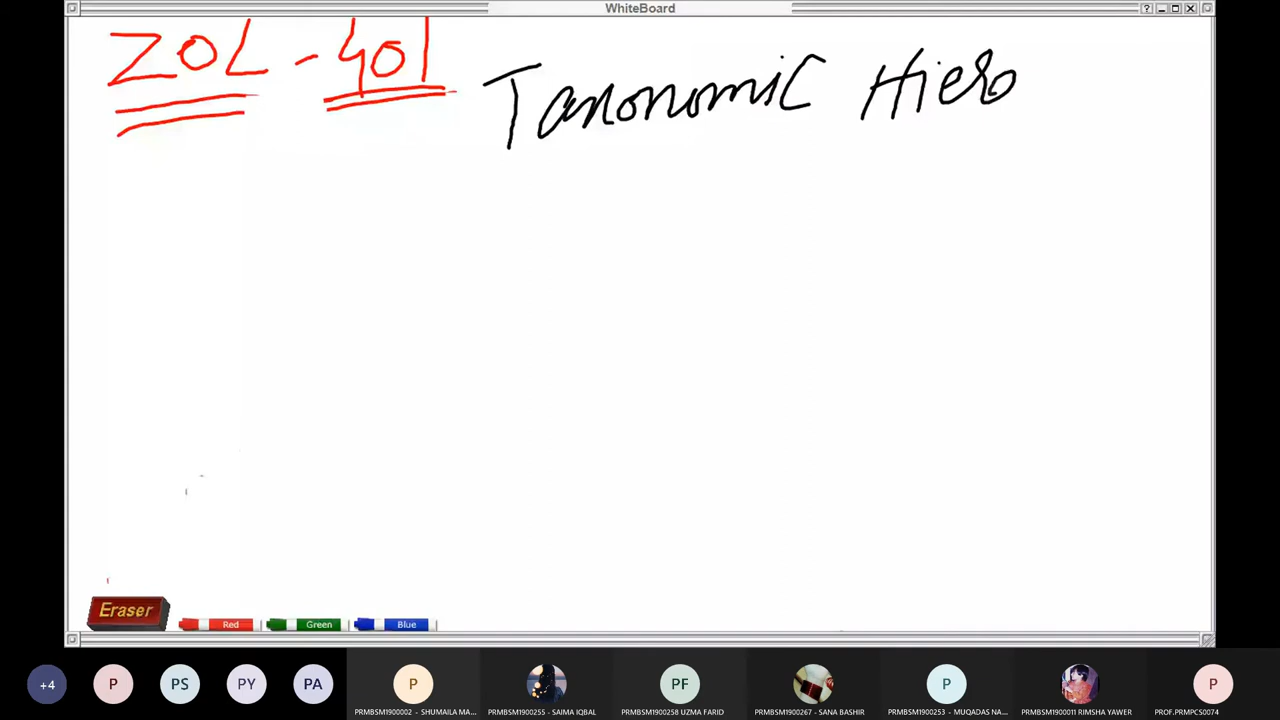 WhiteBoard
ZOL - 401 Taxonomic Hiera
Eraser Red Green Blue
+4 P PS PY PA P PF P P
PRMBSM1900002 - SHUMAILA MA... PRMBSM1900255 - SAIMA IQBAL PRMBSM1900258 UZMA FARID PRMBSM1900267 - SANA BASHIR PRMBSM1900253 - MUQADAS NA... PRMBSM1900011 RIMSHA YAWER PROF.PRMPCS0074